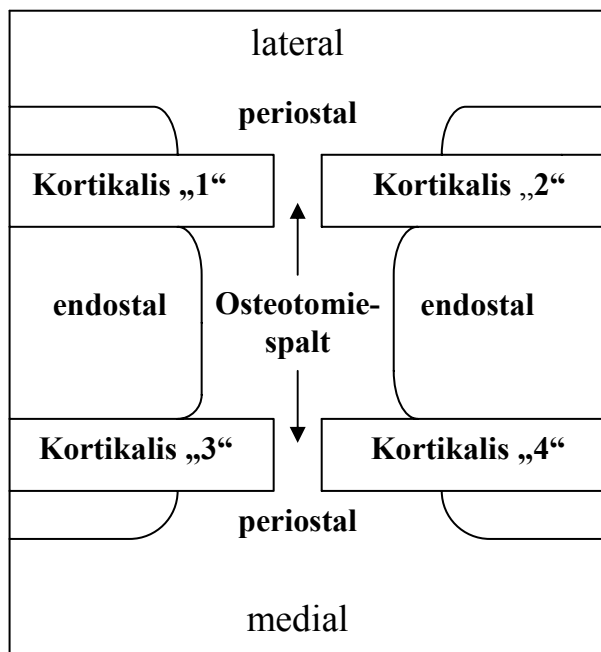 lateral
periostal
Kortikalis „1“
Kortikalis „2“
endostal
Osteotomie-
spalt
endostal
Kortikalis „3“
Kortikalis „4“
periostal
medial